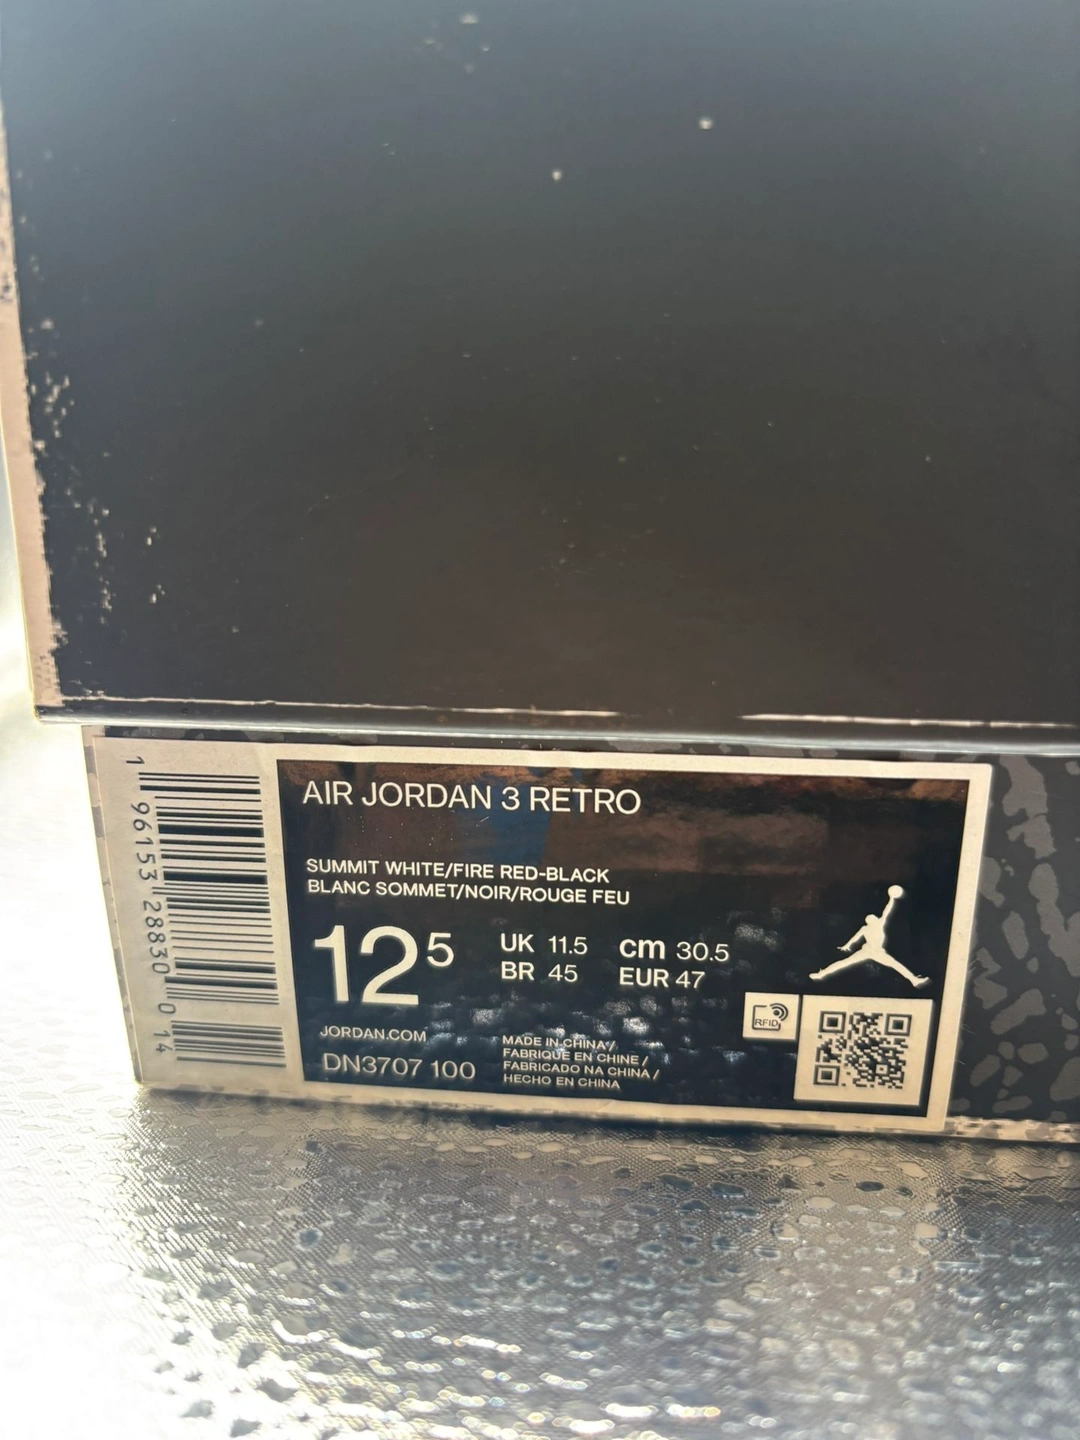 1 96153 28830 0 14
AIR JORDAN 3 RETRO
SUMMIT WHITE/FIRE RED-BLACK
BLANC SOMMET/NOIR/ROUGE FEU
12 5
UK 11.5 cm 30.5
BR 45 EUR 47
JORDAN.COM
DN3707 100
MADE IN CHINA/
FABRIQUE EN CHINE /
FABRICADO NA CHINA /
HECHO EN CHINA
RFID